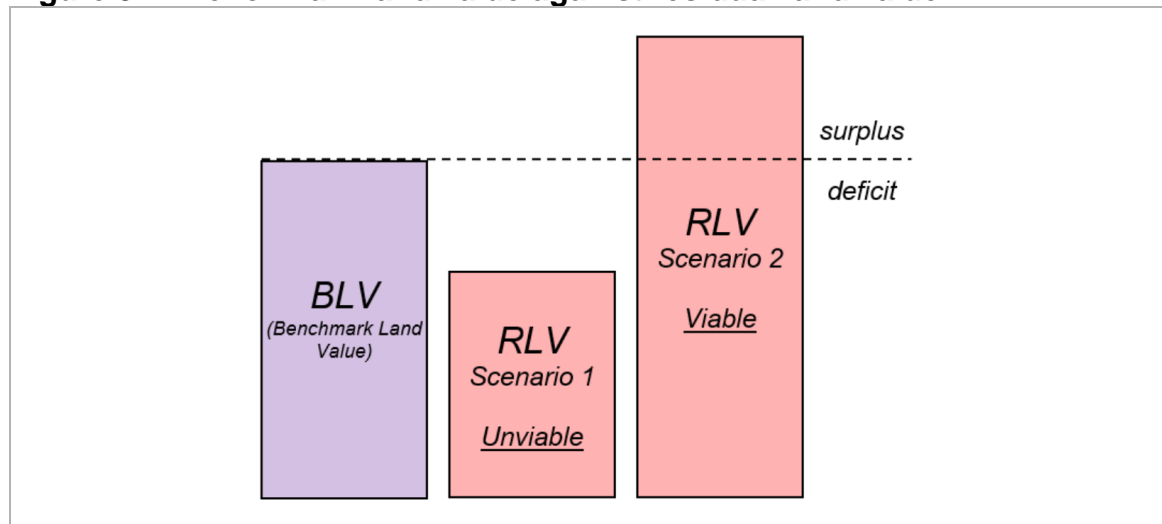 surplus
deficit
BLV
(Benchmark Land
Value)
RLV
Scenario 1
Unviable
RLV
Scenario 2
Viable